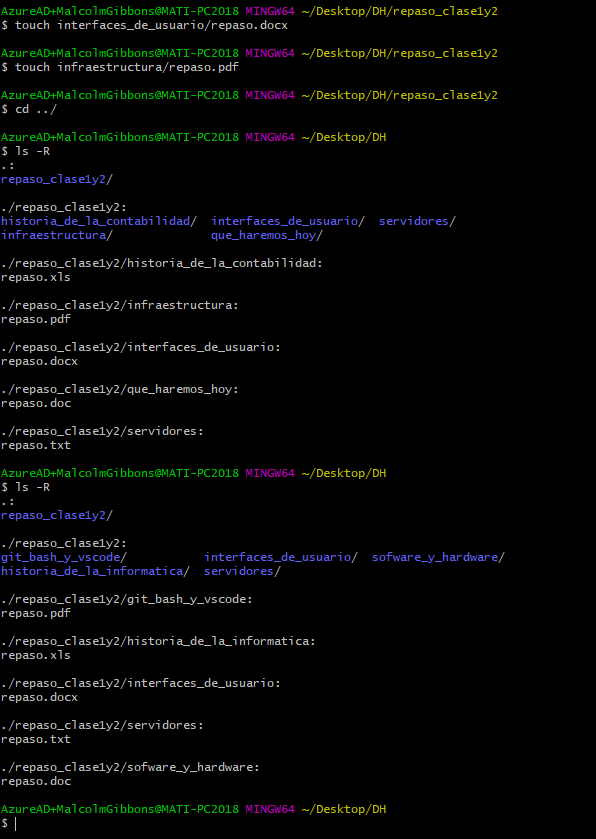 AzureAD+MalcolmGibbons@MATI-PC2018 MINGW64 ~/Desktop/DH/repaso_clase1y2
$ touch interfaces_de_usuario/repaso.docx
AzureAD+MalcolmGibbons@MATI-PC2018 MINGW64 ~/Desktop/DH/repaso_clase1y2
$ touch infraestructura/repaso.pdf
AzureAD+MalcolmGibbons@MATI-PC2018 MINGW64 ~/Desktop/DH/repaso_clase1y2
$ cd ../
AzureAD+MalcolmGibbons@MATI-PC2018 MINGW64 ~/Desktop/DH
$ ls -R
.:
repaso_clase1y2/
./repaso_clase1y2:
historia_de_la_contabilidad/  interfaces_de_usuario/  servidores/
infraestructura/              que_haremos_hoy/
./repaso_clase1y2/historia_de_la_contabilidad:
repaso.xls
./repaso_clase1y2/infraestructura:
repaso.pdf
./repaso_clase1y2/interfaces_de_usuario:
repaso.docx
./repaso_clase1y2/que_haremos_hoy:
repaso.doc
./repaso_clase1y2/servidores:
repaso.txt
AzureAD+MalcolmGibbons@MATI-PC2018 MINGW64 ~/Desktop/DH
$ ls -R
.:
repaso_clase1y2/
./repaso_clase1y2:
git_bash_y_vscode/           interfaces_de_usuario/  sofware_y_hardware/
historia_de_la_informatica/  servidores/
./repaso_clase1y2/git_bash_y_vscode:
repaso.pdf
./repaso_clase1y2/historia_de_la_informatica:
repaso.xls
./repaso_clase1y2/interfaces_de_usuario:
repaso.docx
./repaso_clase1y2/servidores:
repaso.txt
./repaso_clase1y2/sofware_y_hardware:
repaso.doc
AzureAD+MalcolmGibbons@MATI-PC2018 MINGW64 ~/Desktop/DH
$